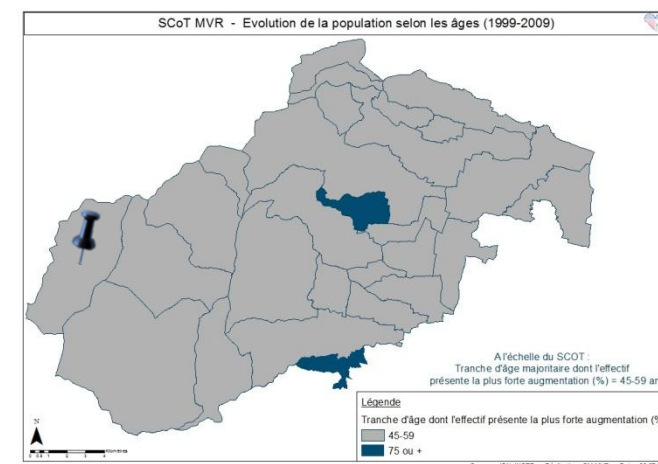 SCoT MVR - Evolution de la population selon les âges (1999-2009)
A l'échelle du SCOT :
Tranche d'âge majoritaire dont l'effectif
présente la plus forte augmentation (%) = 45-59 an
Légende
Tranche d'âge dont l'effectif présente la plus forte augmentation (%
45-59
75 ou +
N